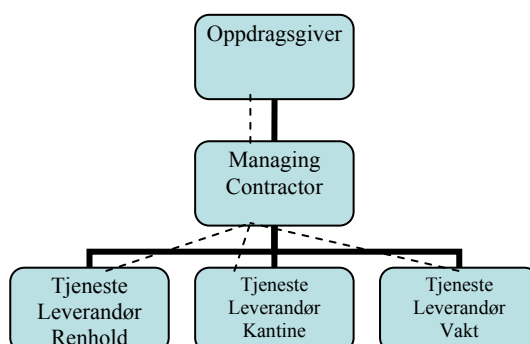 Oppdragsgiver
Managing
Contractor
Tjeneste
Leverandør
Renhold
Tjeneste
Leverandør
Kantine
Tjeneste
Leverandør
Vakt